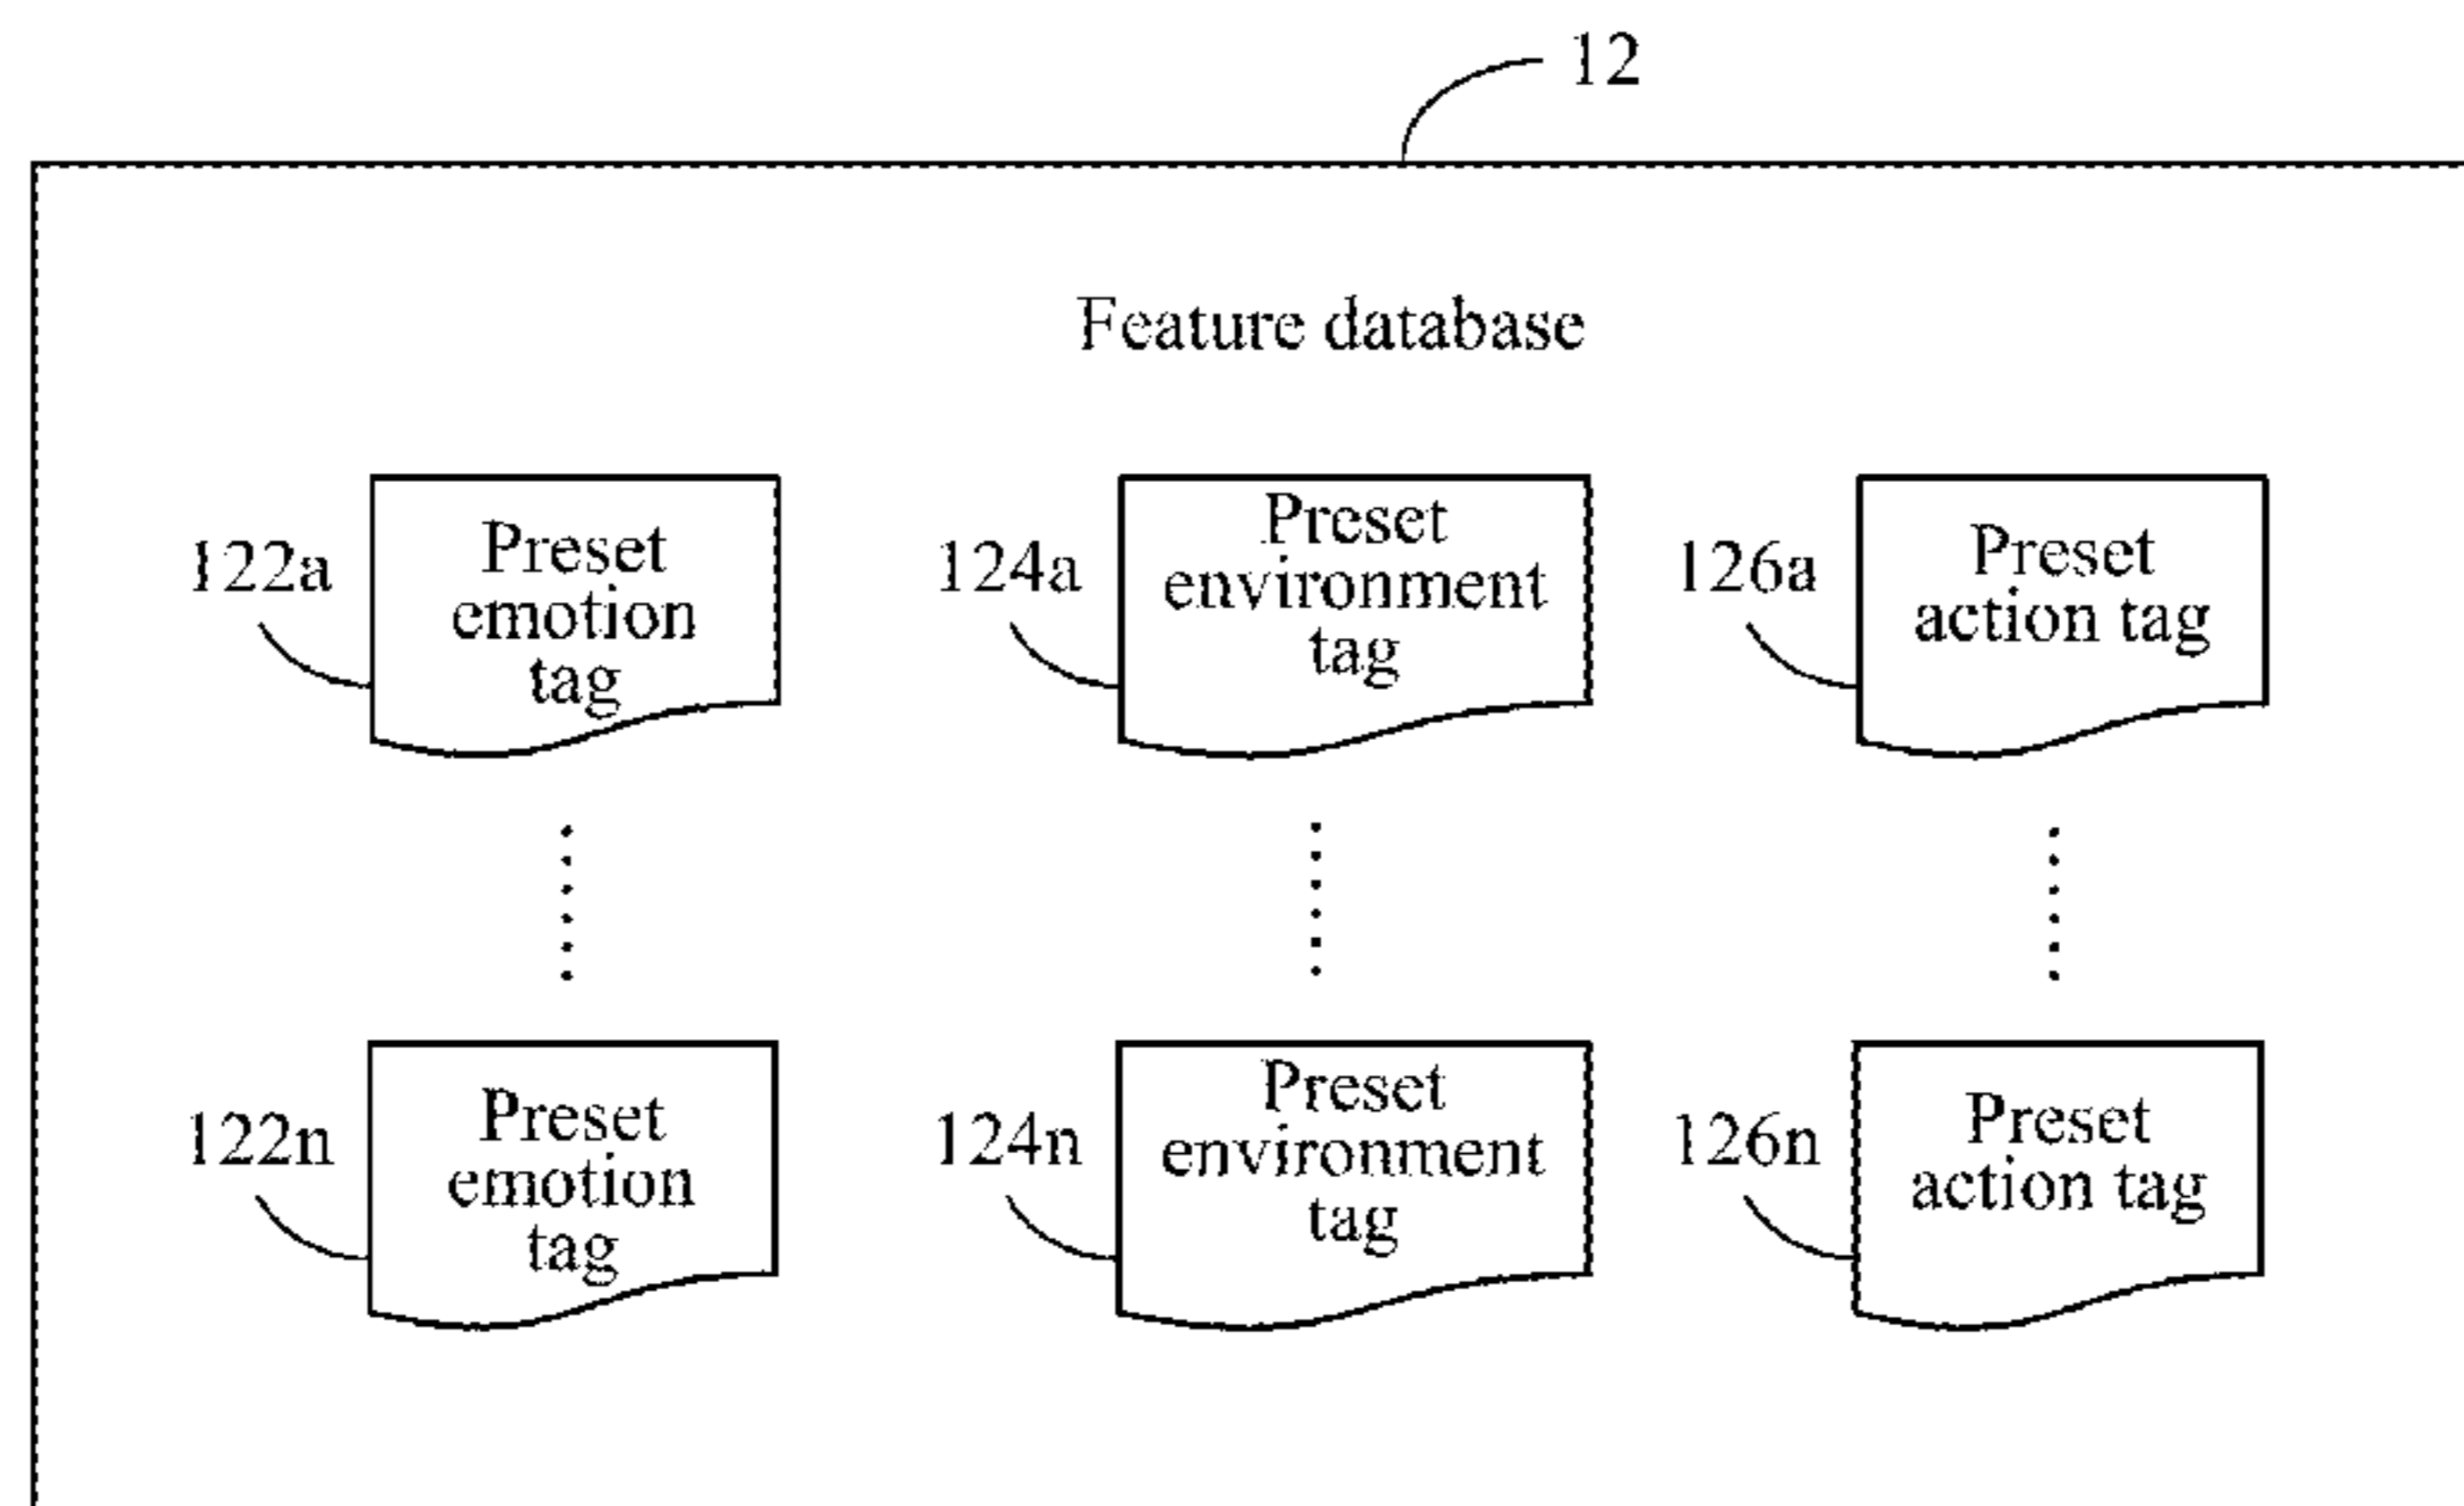 12
Feature database
122a
Preset
emotion
tag
124a
Preset
environment
tag
126a
Preset
action tag
122n
Preset
emotion
tag
124n
Preset
environment
tag
126n
Preset
action tag